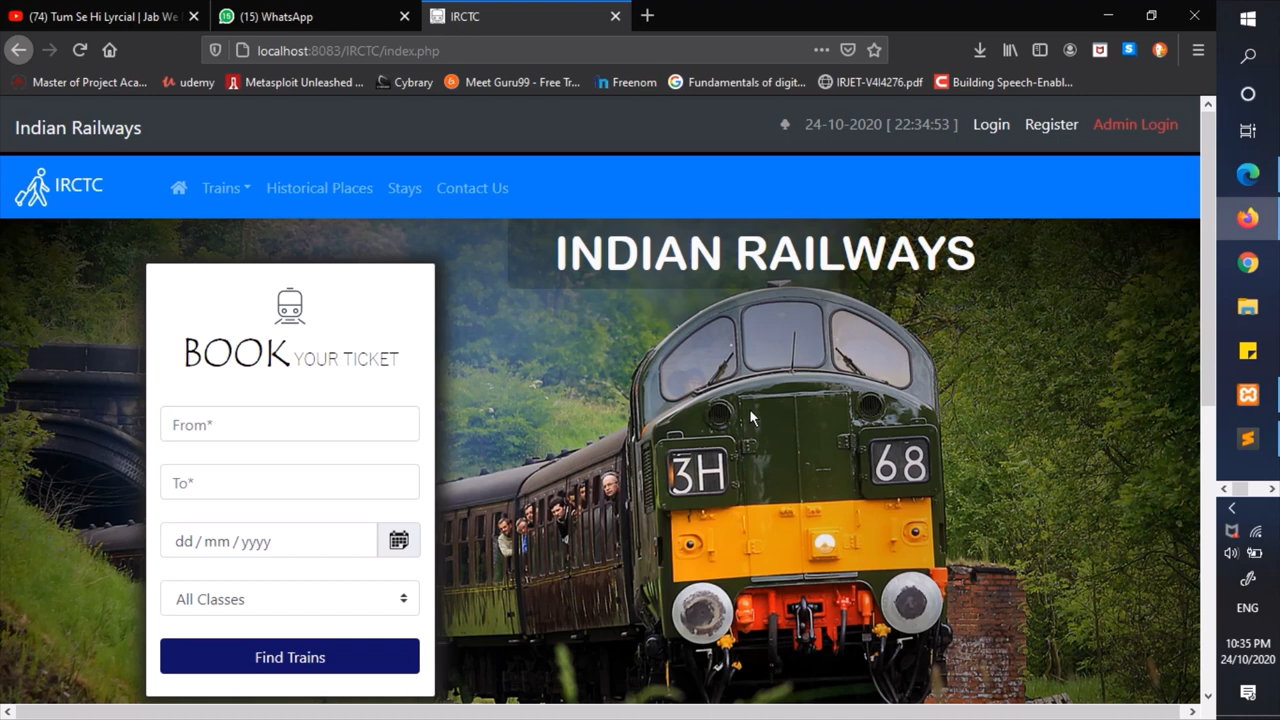 (74) Tum Se Hi Lyrcial | Jab We
(15) WhatsApp
IRCTC
localhost:8083/IRCTC/index.php
Master of Project Aca...
udemy
Metasploit Unleashed ...
Cybrary
Meet Guru99 - Free Tr...
Freenom
Fundamentals of digit...
IRJET-V4I4276.pdf
Building Speech-Enabl...
Indian Railways
24-10-2020 [ 22:34:53 ]
Login
Register
Admin Login
IRCTC
Trains
Historical Places
Stays
Contact Us
INDIAN RAILWAYS
BOOK YOUR TICKET
From*
To*
dd / mm / yyyy
All Classes
Find Trains
3H
68
ENG
10:35 PM
24/10/2020